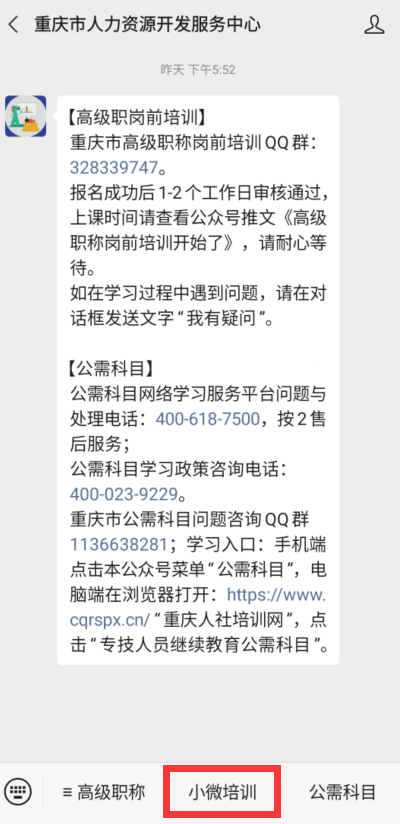 重庆市人力资源开发服务中心
昨天 下午5:52
【高级职岗前培训】
重庆市高级职称岗前培训QQ群：
328339747。
报名成功后1-2个工作日审核通过，
上课时间请查看公众号推文《高级
职称岗前培训开始了》，请耐心等
待。
如在学习过程中遇到问题，请在对
话框发送文字“我有疑问”。
【公需科目】
公需科目网络学习服务平台问题与
处理电话：400-618-7500，按2售
后服务；
公需科目学习政策咨询电话：
400-023-9229。
重庆市公需科目问题咨询QQ群
1136638281；学习入口：手机端
点击本公众号菜单“公需科目”，电
脑端在浏览器打开：https://www.
cqrspx.cn/“重庆人社培训网”，点
击“专技人员继续教育公需科目”。
高级职称 小微培训 公需科目